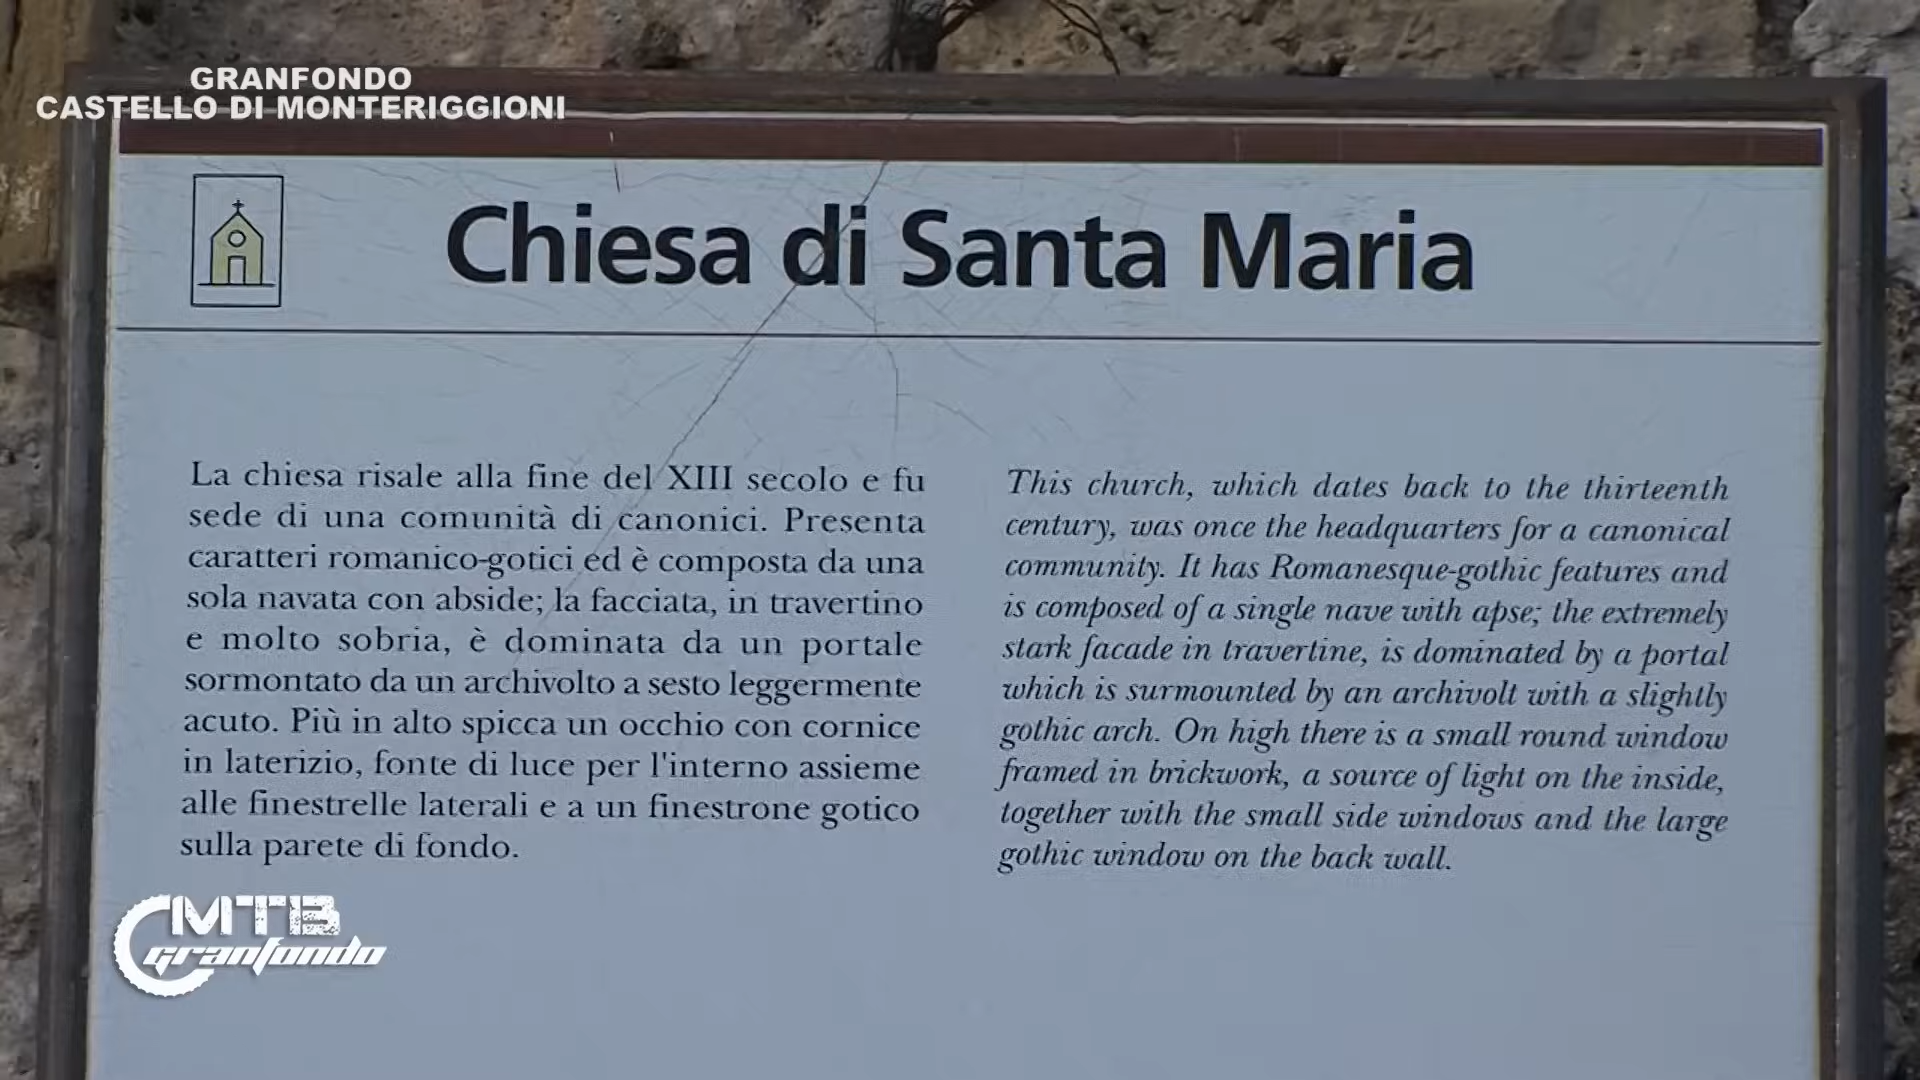 GRANFONDO
CASTELLO DI MONTERIGGIONI
Chiesa di Santa Maria
La chiesa risale alla fine del XIII secolo e fu
sede di una comunità di canonici. Presenta
caratteri romanico-gotici ed è composta da una
sola navata con abside; la facciata, in travertino
e molto sobria, è dominata da un portale
sormontato da un archivolto a sesto leggermente
acuto. Più in alto spicca un occhio con cornice
in laterizio, fonte di luce per l'interno assieme
alle finestrelle laterali e a un finestrone gotico
sulla parete di fondo.
This church, which dates back to the thirteenth
century, was once the headquarters for a canonical
community. It has Romanesque-gothic features and
is composed of a single nave with apse; the extremely
stark facade in travertine, is dominated by a portal
which is surmounted by an archivolt with a slightly
gothic arch. On high there is a small round window
framed in brickwork, a source of light on the inside,
together with the small side windows and the large
gothic window on the back wall.
MTB
granfondo